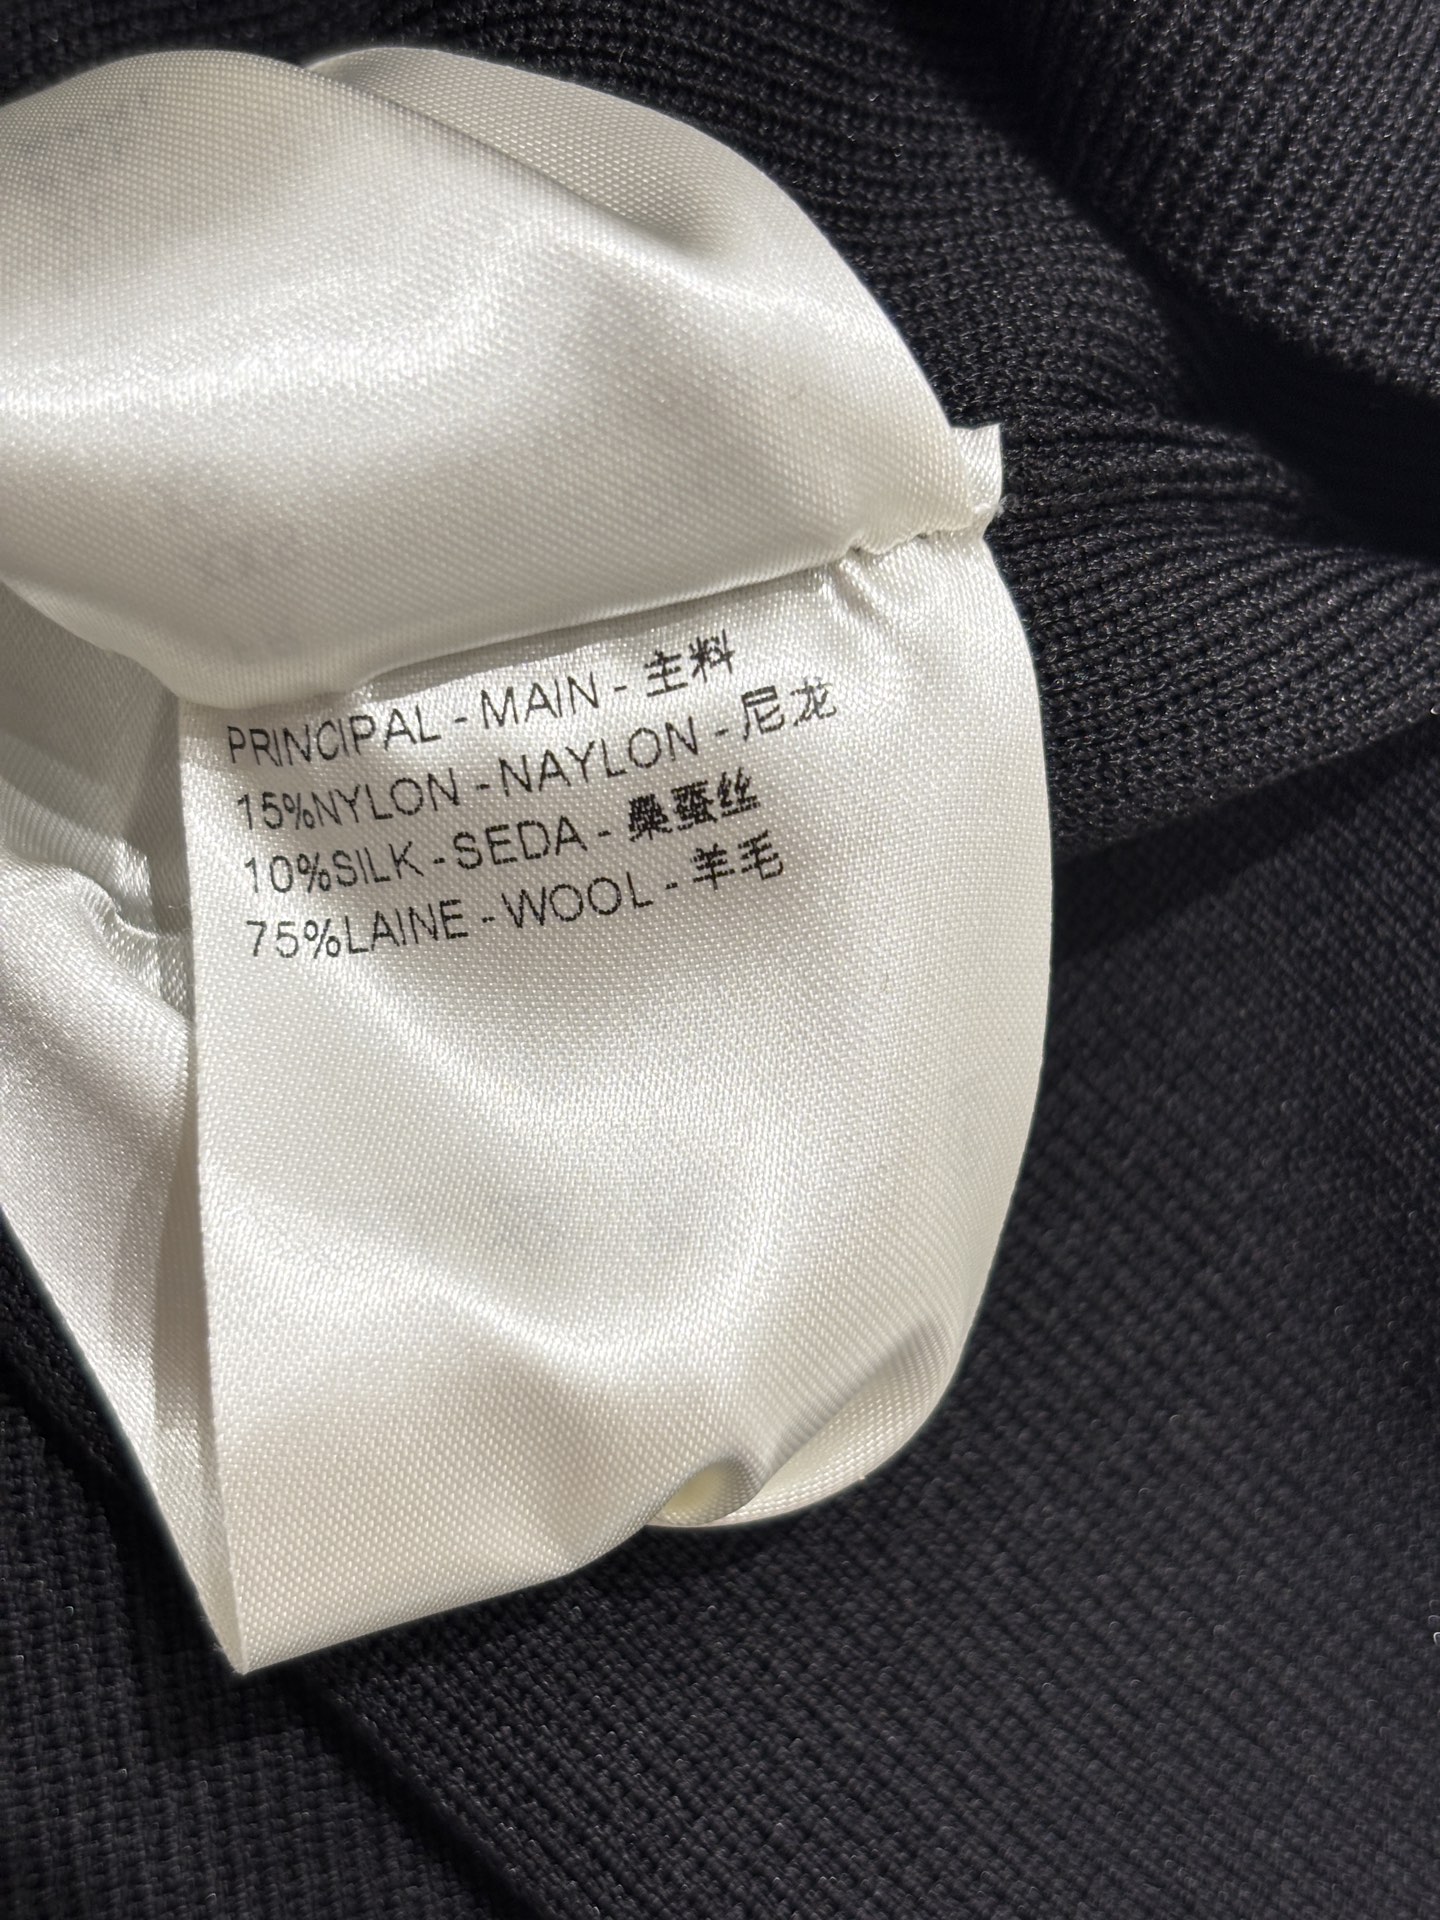 PRINCIPAL - MAIN - 主料
15%NYLON - NAYLON - 尼龙
10%SILK - SEDA - 桑蚕丝
75%LAINE - WOOL - 羊毛